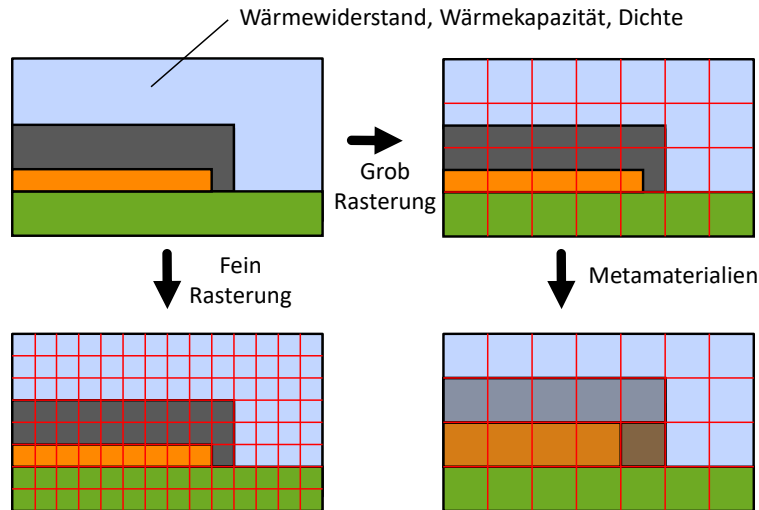 Wärmewiderstand, Wärmekapazität, Dichte
Grob
Rasterung
Fein
Rasterung
Metamaterialien